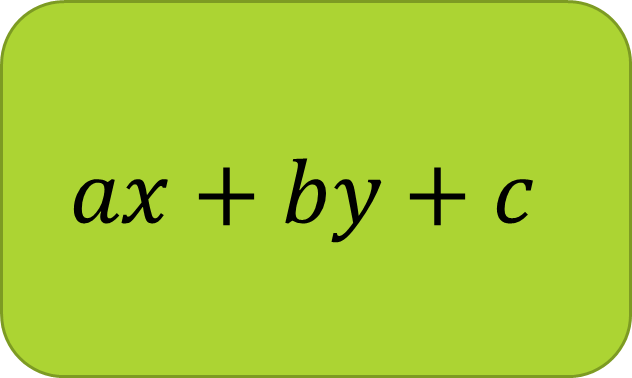 ax + by + c